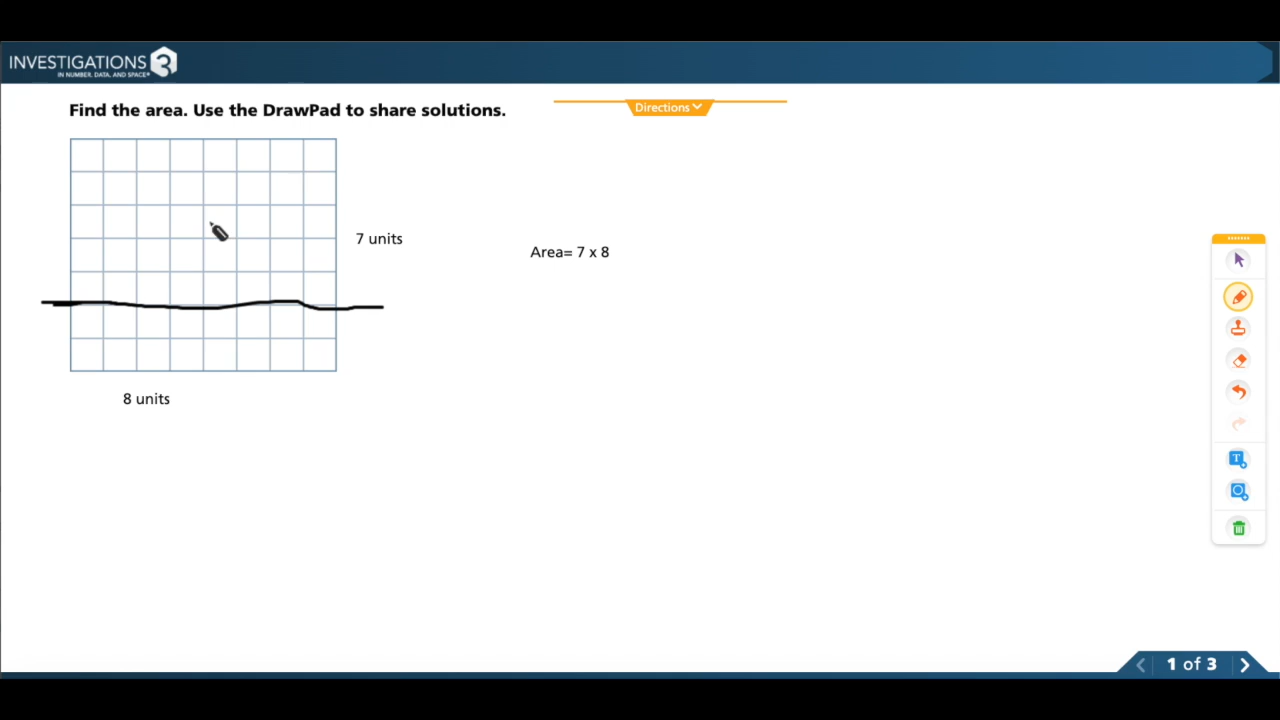 INVESTIGATIONS 3
IN NUMBER, DATA, AND SPACE®
Find the area. Use the DrawPad to share solutions.
Directions
7 units
Area= 7 x 8
8 units
T
1 of 3